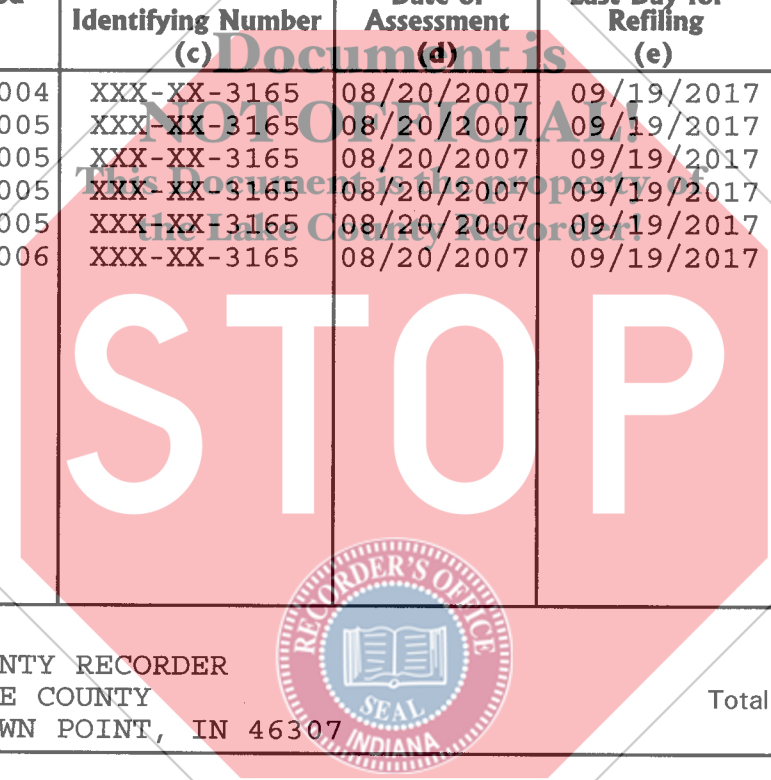 Identifying Number (c)
Date of Assessment (d)
Last Day for Refiling (e)
Document is
NOT OFFICIAL!
This Document is the property of
the Lake County Recorder!
004 XXX-XX-3165 08/20/2007 09/19/2017
005 XXX-XX-3165 08/20/2007 09/19/2017
005 XXX-XX-3165 08/20/2007 09/19/2017
005 XXX-XX-3165 08/20/2007 09/19/2017
005 XXX-XX-3165 08/20/2007 09/19/2017
006 XXX-XX-3165 08/20/2007 09/19/2017
STOP
RECORDER'S OFFICE
SEAL
INDIANA
NTY RECORDER
E COUNTY
Total
WN POINT, IN 46307